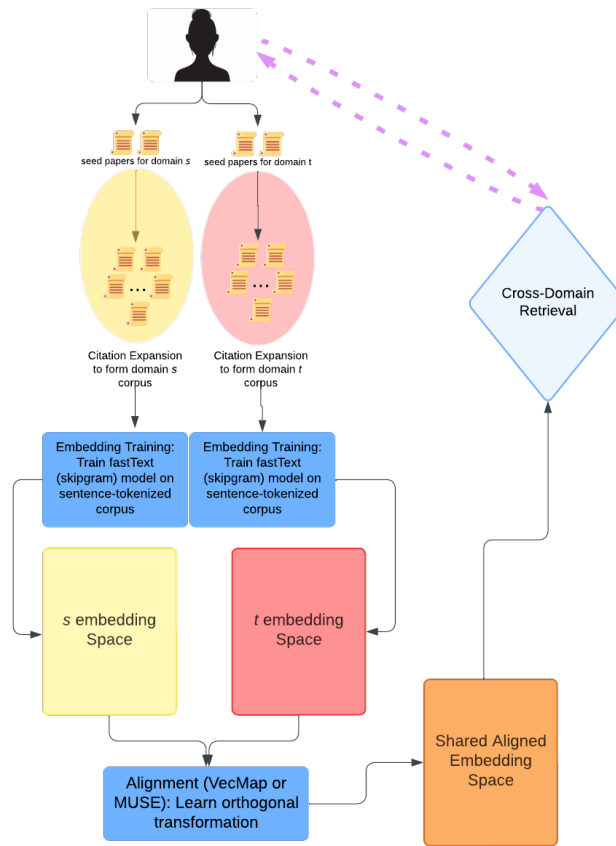 seed papers for domain s
seed papers for domain t
...
...
Citation Expansion
to form domain s
corpus
Citation Expansion
to form domain t
corpus
Cross-Domain
Retrieval
Embedding Training:
Train fastText
(skipgram) model on
sentence-tokenized
corpus
Embedding Training:
Train fastText
(skipgram) model on
sentence-tokenized
corpus
s embedding
Space
t embedding
Space
Shared Aligned
Embedding
Space
Alignment (VecMap or
MUSE): Learn orthogonal
transformation